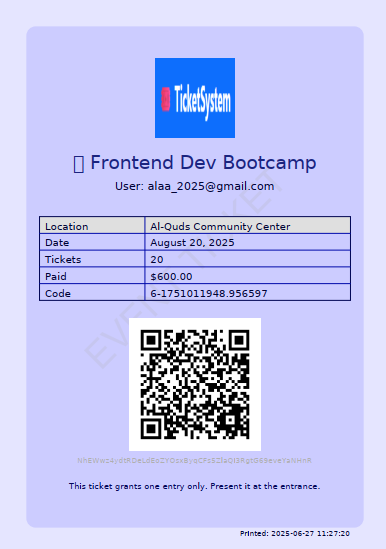 TicketSystem
Frontend Dev Bootcamp
User: alaa_2025@gmail.com
Location Al-Quds Community Center
Date August 20, 2025
Tickets 20
Paid $600.00
Code 6-1751011948.956597
EVENT TICKET
This ticket grants one entry only. Present it at the entrance.
Printed: 2025-06-27 11:27:20